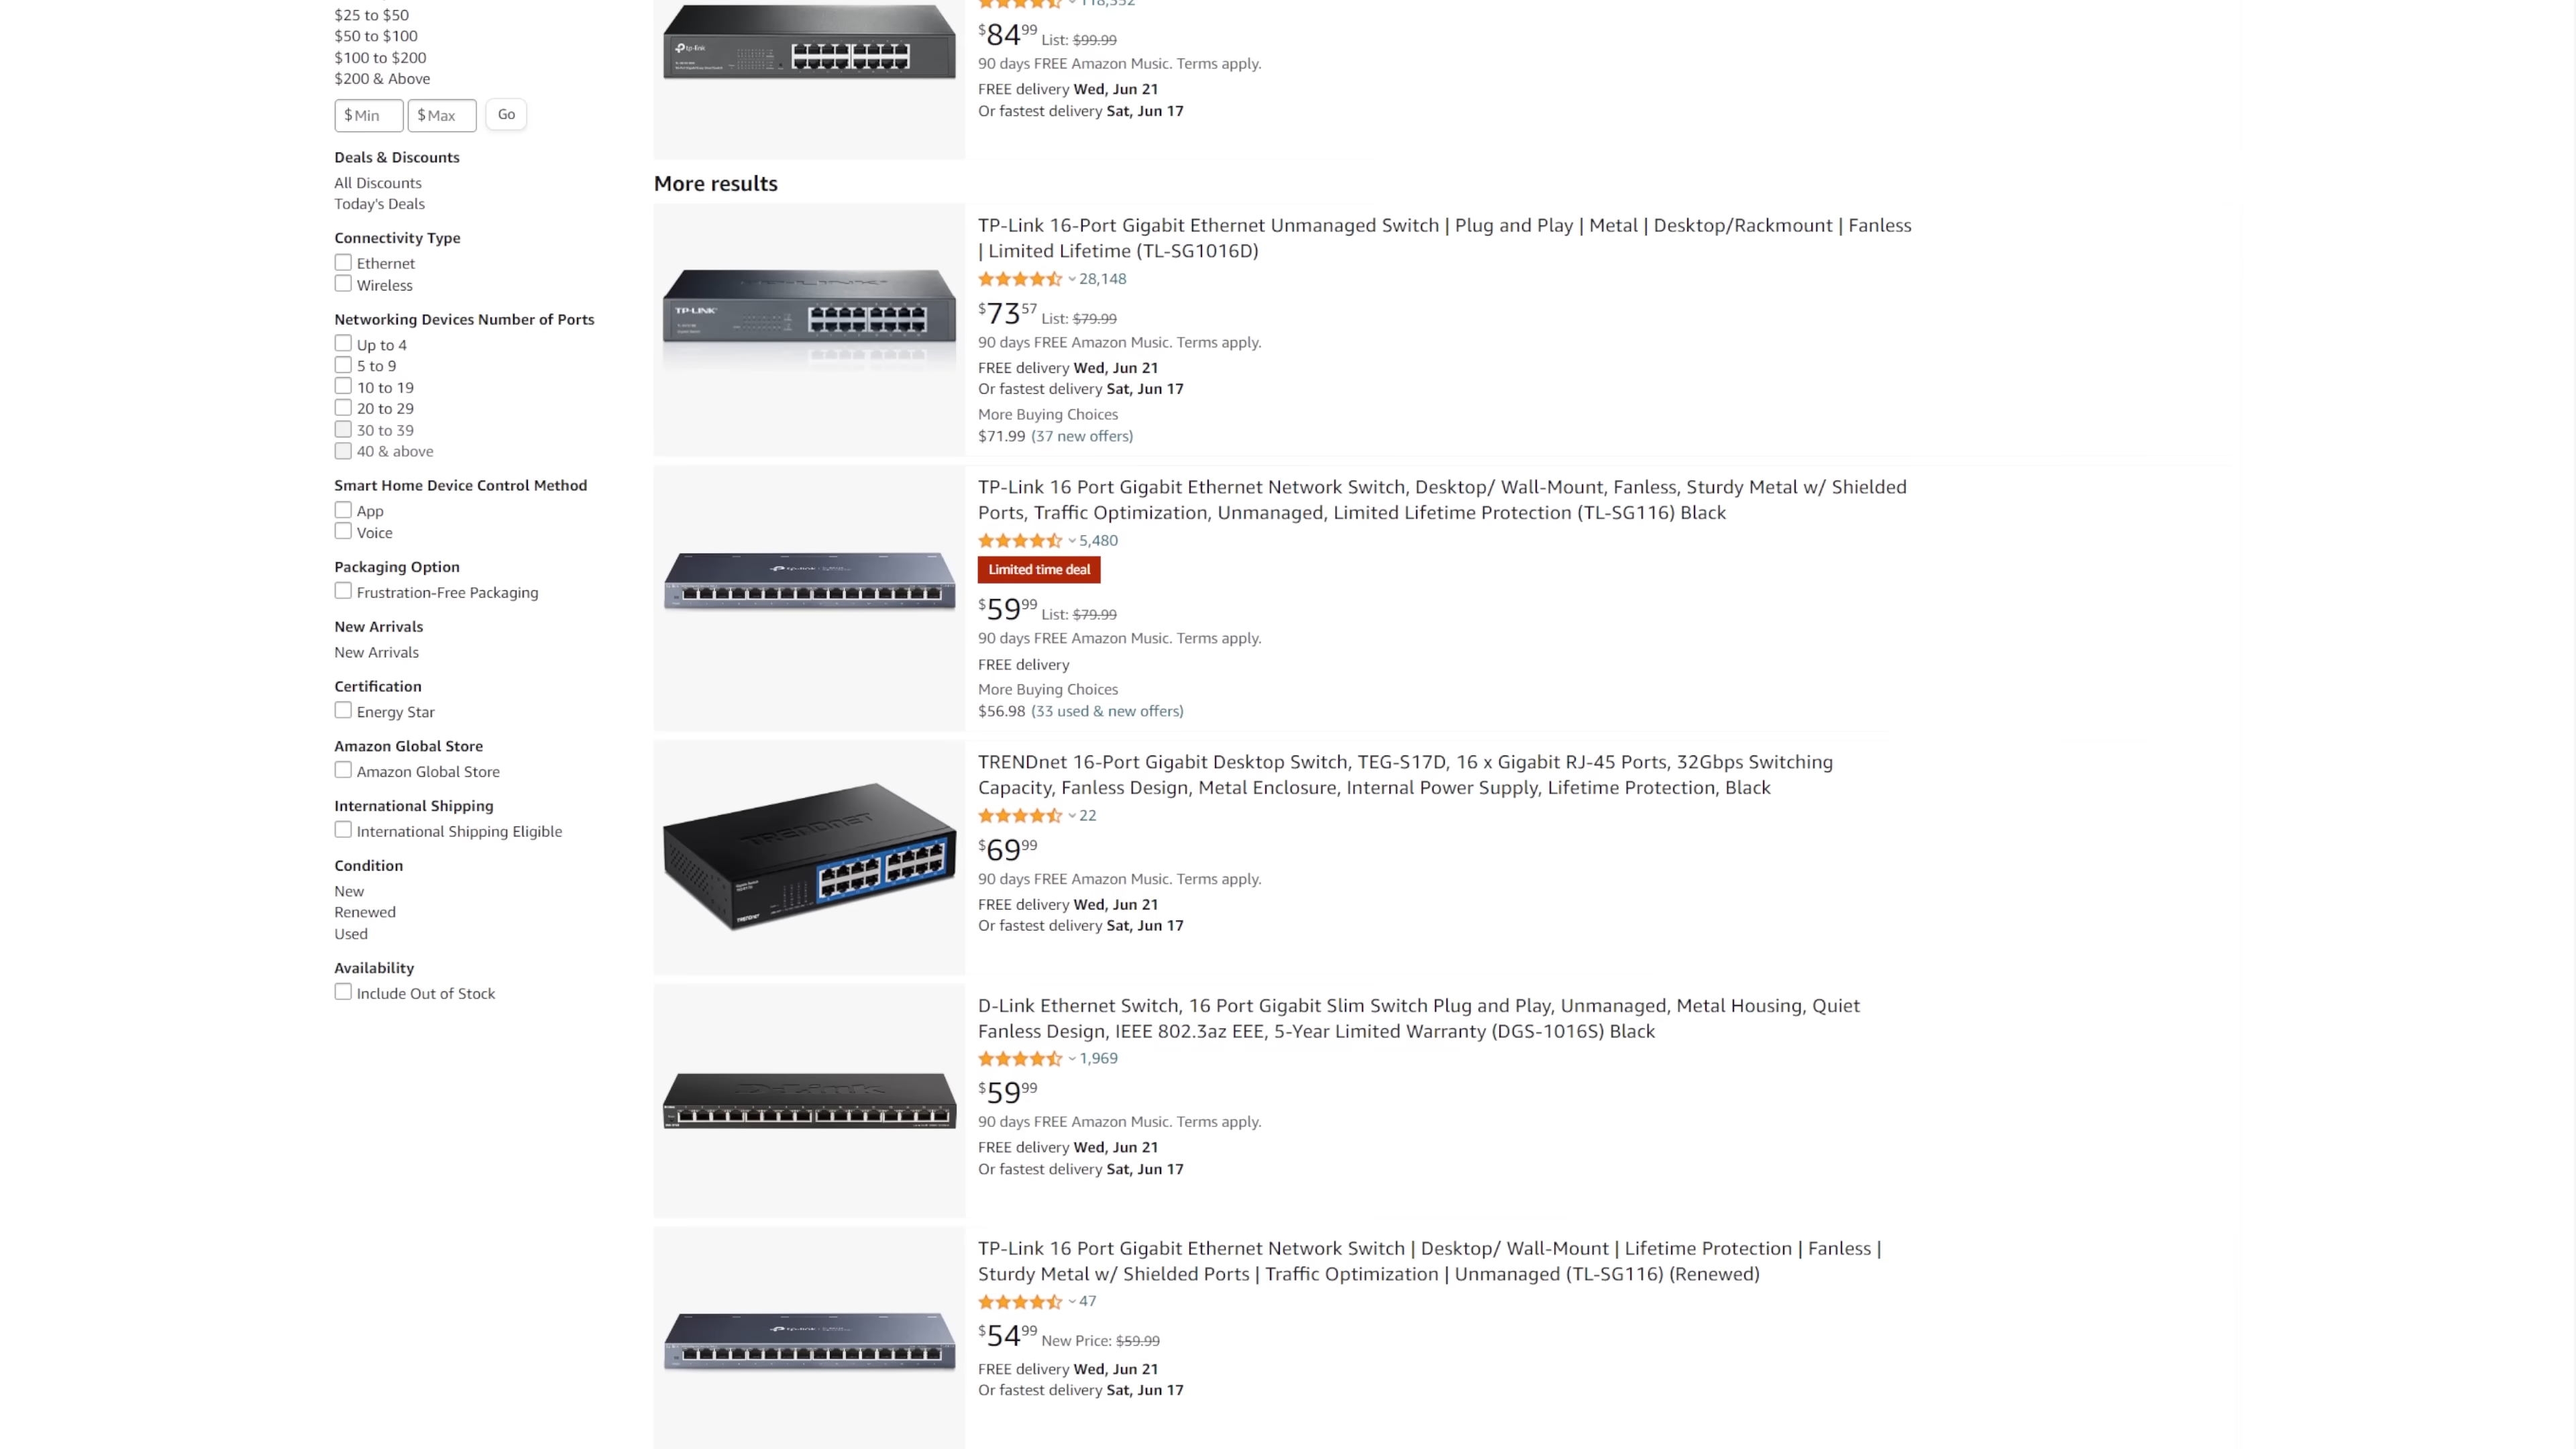 $25 to $50
$50 to $100
$100 to $200
$200 & Above
$ Min
$ Max
Go
Deals & Discounts
All Discounts
Today's Deals
Connectivity Type
Ethernet
Wireless
Networking Devices Number of Ports
Up to 4
5 to 9
10 to 19
20 to 29
30 to 39
40 & above
Smart Home Device Control Method
App
Voice
Packaging Option
Frustration-Free Packaging
New Arrivals
New Arrivals
Certification
Energy Star
Amazon Global Store
Amazon Global Store
International Shipping
International Shipping Eligible
Condition
New
Renewed
Used
Availability
Include Out of Stock
tp-link
$84.99 List: $99.99
90 days FREE Amazon Music. Terms apply.
FREE delivery Wed, Jun 21
Or fastest delivery Sat, Jun 17
More results
TP-LINK
TP-Link 16-Port Gigabit Ethernet Unmanaged Switch | Plug and Play | Metal | Desktop/Rackmount | Fanless
| Limited Lifetime (TL-SG1016D)
28,148
$73.57 List: $79.99
90 days FREE Amazon Music. Terms apply.
FREE delivery Wed, Jun 21
Or fastest delivery Sat, Jun 17
More Buying Choices
$71.99 (37 new offers)
tp-link
TP-Link 16 Port Gigabit Ethernet Network Switch, Desktop/ Wall-Mount, Fanless, Sturdy Metal w/ Shielded
Ports, Traffic Optimization, Unmanaged, Limited Lifetime Protection (TL-SG116) Black
5,480
Limited time deal
$59.99 List: $79.99
90 days FREE Amazon Music. Terms apply.
FREE delivery
More Buying Choices
$56.98 (33 used & new offers)
TRENDnet
TRENDnet
TRENDnet 16-Port Gigabit Desktop Switch, TEG-S17D, 16 x Gigabit RJ-45 Ports, 32Gbps Switching
Capacity, Fanless Design, Metal Enclosure, Internal Power Supply, Lifetime Protection, Black
22
$69.99
90 days FREE Amazon Music. Terms apply.
FREE delivery Wed, Jun 21
Or fastest delivery Sat, Jun 17
D-Link
D-Link Ethernet Switch, 16 Port Gigabit Slim Switch Plug and Play, Unmanaged, Metal Housing, Quiet
Fanless Design, IEEE 802.3az EEE, 5-Year Limited Warranty (DGS-1016S) Black
1,969
$59.99
90 days FREE Amazon Music. Terms apply.
FREE delivery Wed, Jun 21
Or fastest delivery Sat, Jun 17
tp-link
TP-Link 16 Port Gigabit Ethernet Network Switch | Desktop/ Wall-Mount | Lifetime Protection | Fanless |
Sturdy Metal w/ Shielded Ports | Traffic Optimization | Unmanaged (TL-SG116) (Renewed)
47
$54.99 New Price: $59.99
FREE delivery Wed, Jun 21
Or fastest delivery Sat, Jun 17